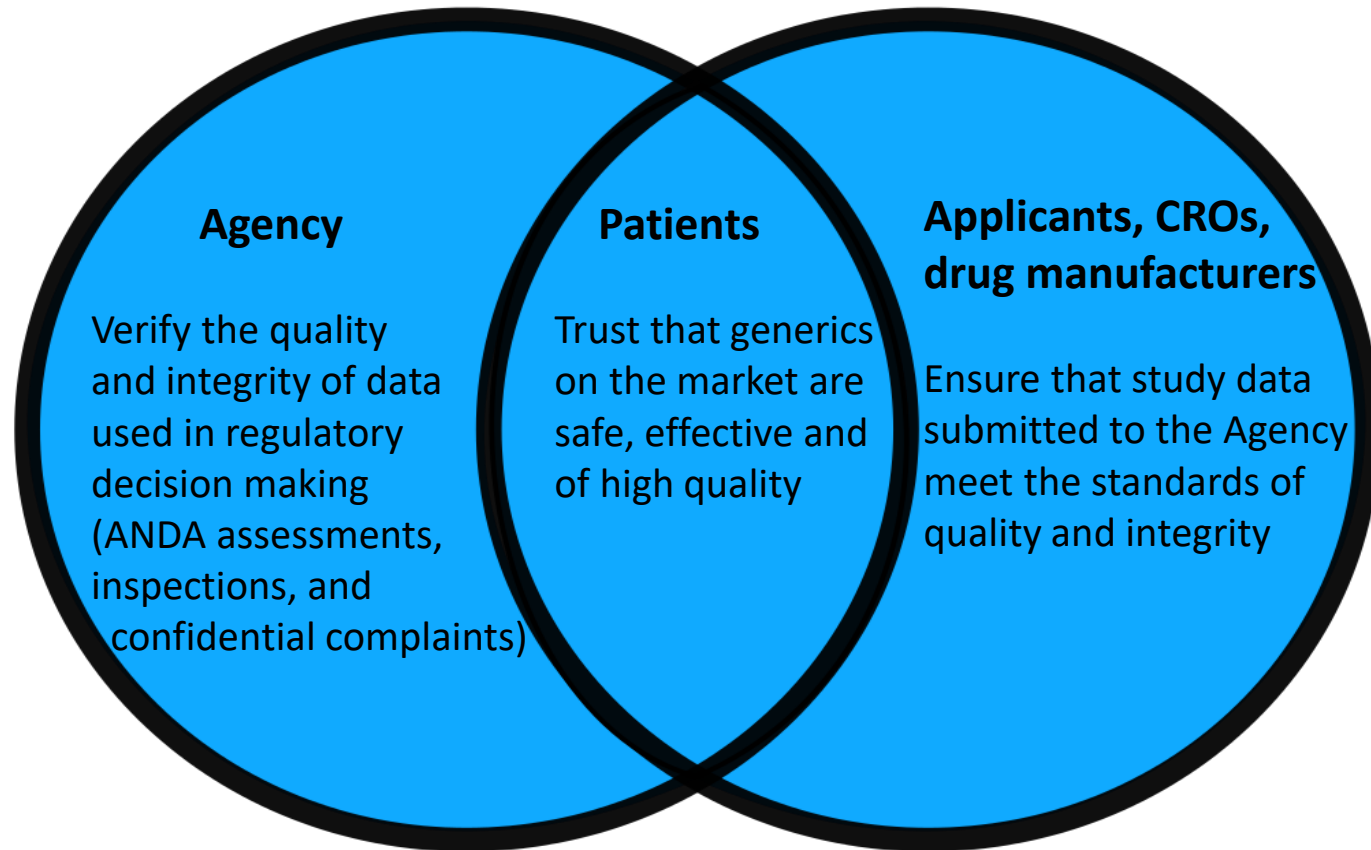 Agency
Verify the quality
and integrity of data
used in regulatory
decision making
(ANDA assessments,
inspections, and
confidential complaints)
Patients
Trust that generics
on the market are
safe, effective and
of high quality
Applicants, CROs,
drug manufacturers
Ensure that study data
submitted to the Agency
meet the standards of
quality and integrity